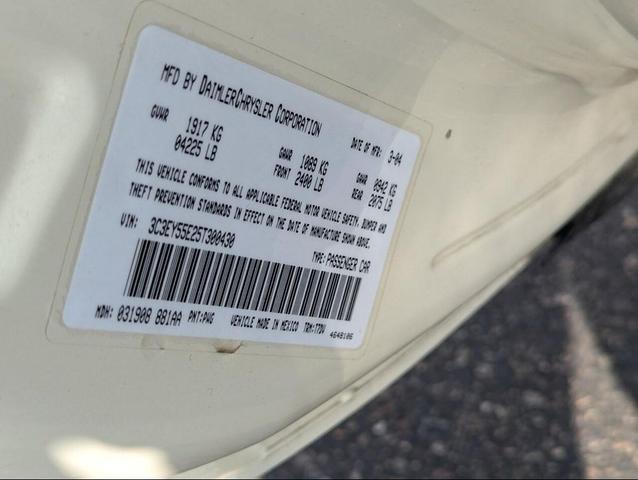 MFD BY DAIMLERCHRYSLER CORPORATION DATE OF MFR: 3-04
GVWR 1917 KG GAWR 1089 KG GAWR 0942 KG
04225 LB FRONT 2400 LB REAR 2075 LB
THIS VEHICLE CONFORMS TO ALL APPLICABLE FEDERAL MOTOR VEHICLE SAFETY, BUMPER AND
THEFT PREVENTION STANDARDS IN EFFECT ON THE DATE OF MANUFACTURE SHOWN ABOVE.
VIN: 3C3EY55E25T300430 TYPE: PASSENGER CAR
MDH: 031908 881AA PNT: PWG VEHICLE MADE IN MEXICO TRM: T7DV 4648106